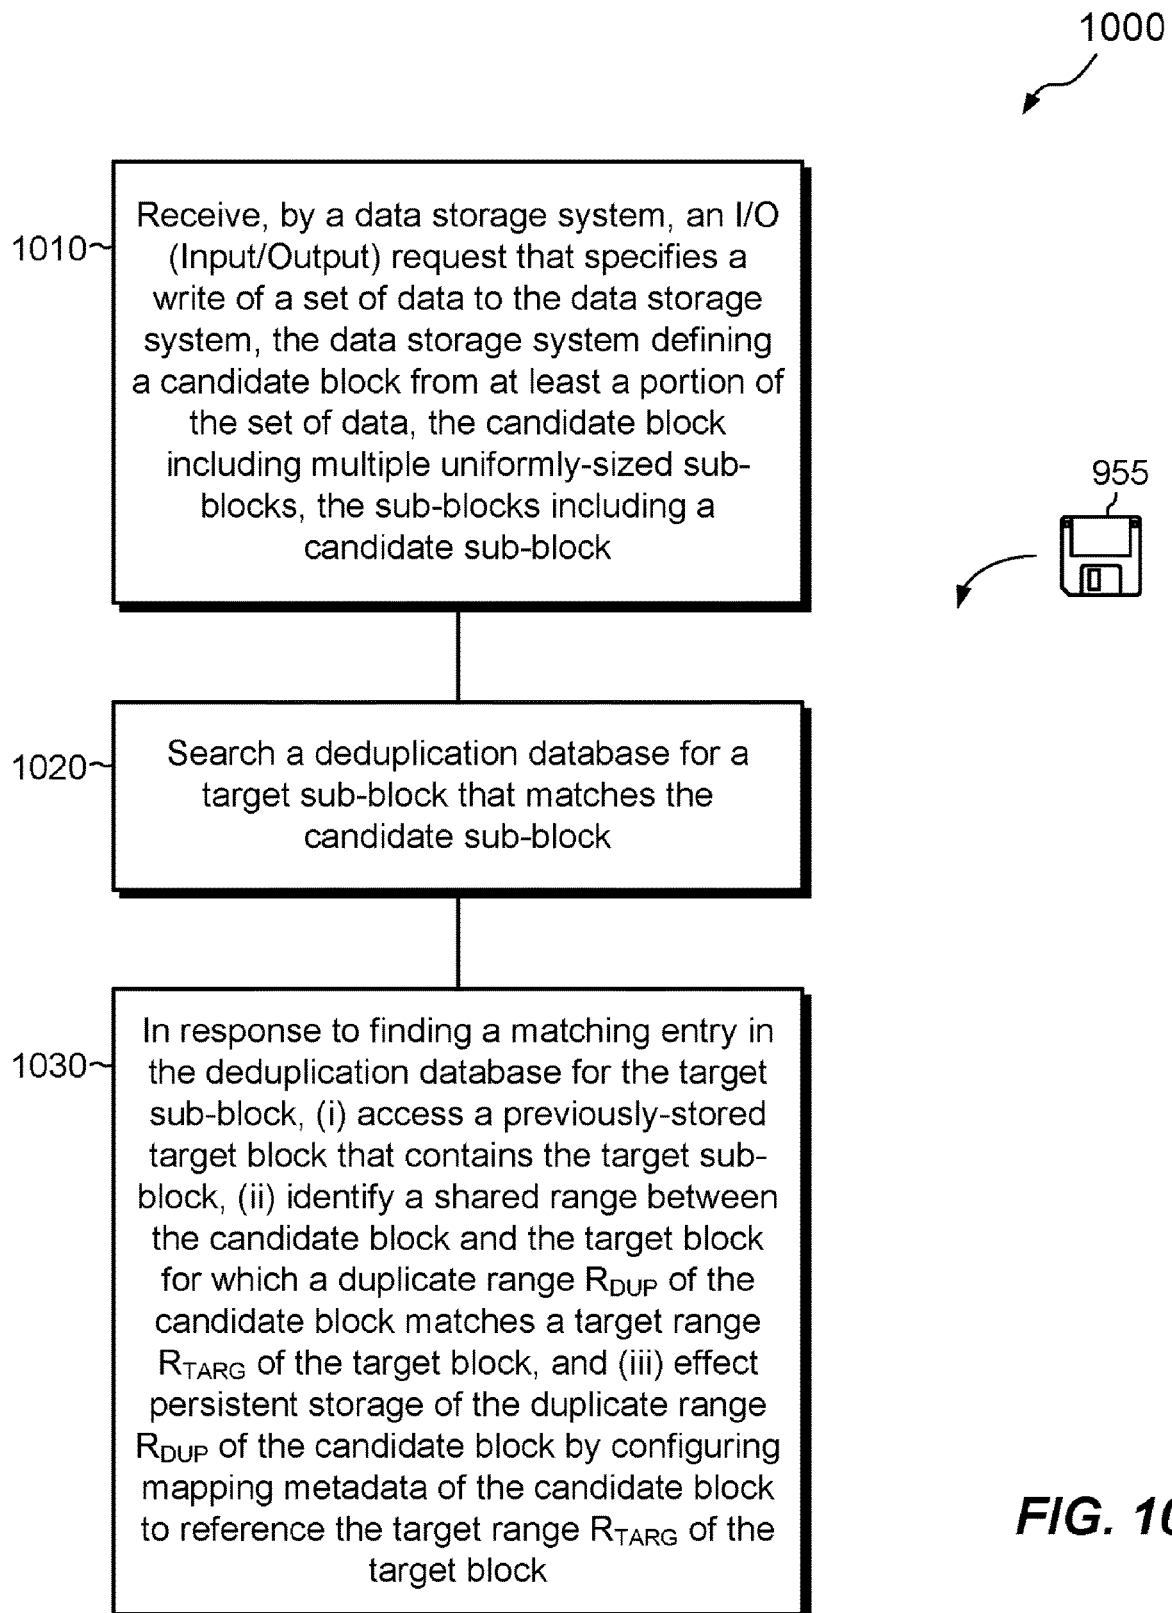 1000
1010
Receive, by a data storage system, an I/O
(Input/Output) request that specifies a
write of a set of data to the data storage
system, the data storage system defining
a candidate block from at least a portion of
the set of data, the candidate block
including multiple uniformly-sized sub-
blocks, the sub-blocks including a
candidate sub-block
955
1020
Search a deduplication database for a
target sub-block that matches the
candidate sub-block
1030
In response to finding a matching entry in
the deduplication database for the target
sub-block, (i) access a previously-stored
target block that contains the target sub-
block, (ii) identify a shared range between
the candidate block and the target block
for which a duplicate range RDUP of the
candidate block matches a target range
RTARG of the target block, and (iii) effect
persistent storage of the duplicate range
RDUP of the candidate block by configuring
mapping metadata of the candidate block
to reference the target range RTARG of the
target block
FIG. 10